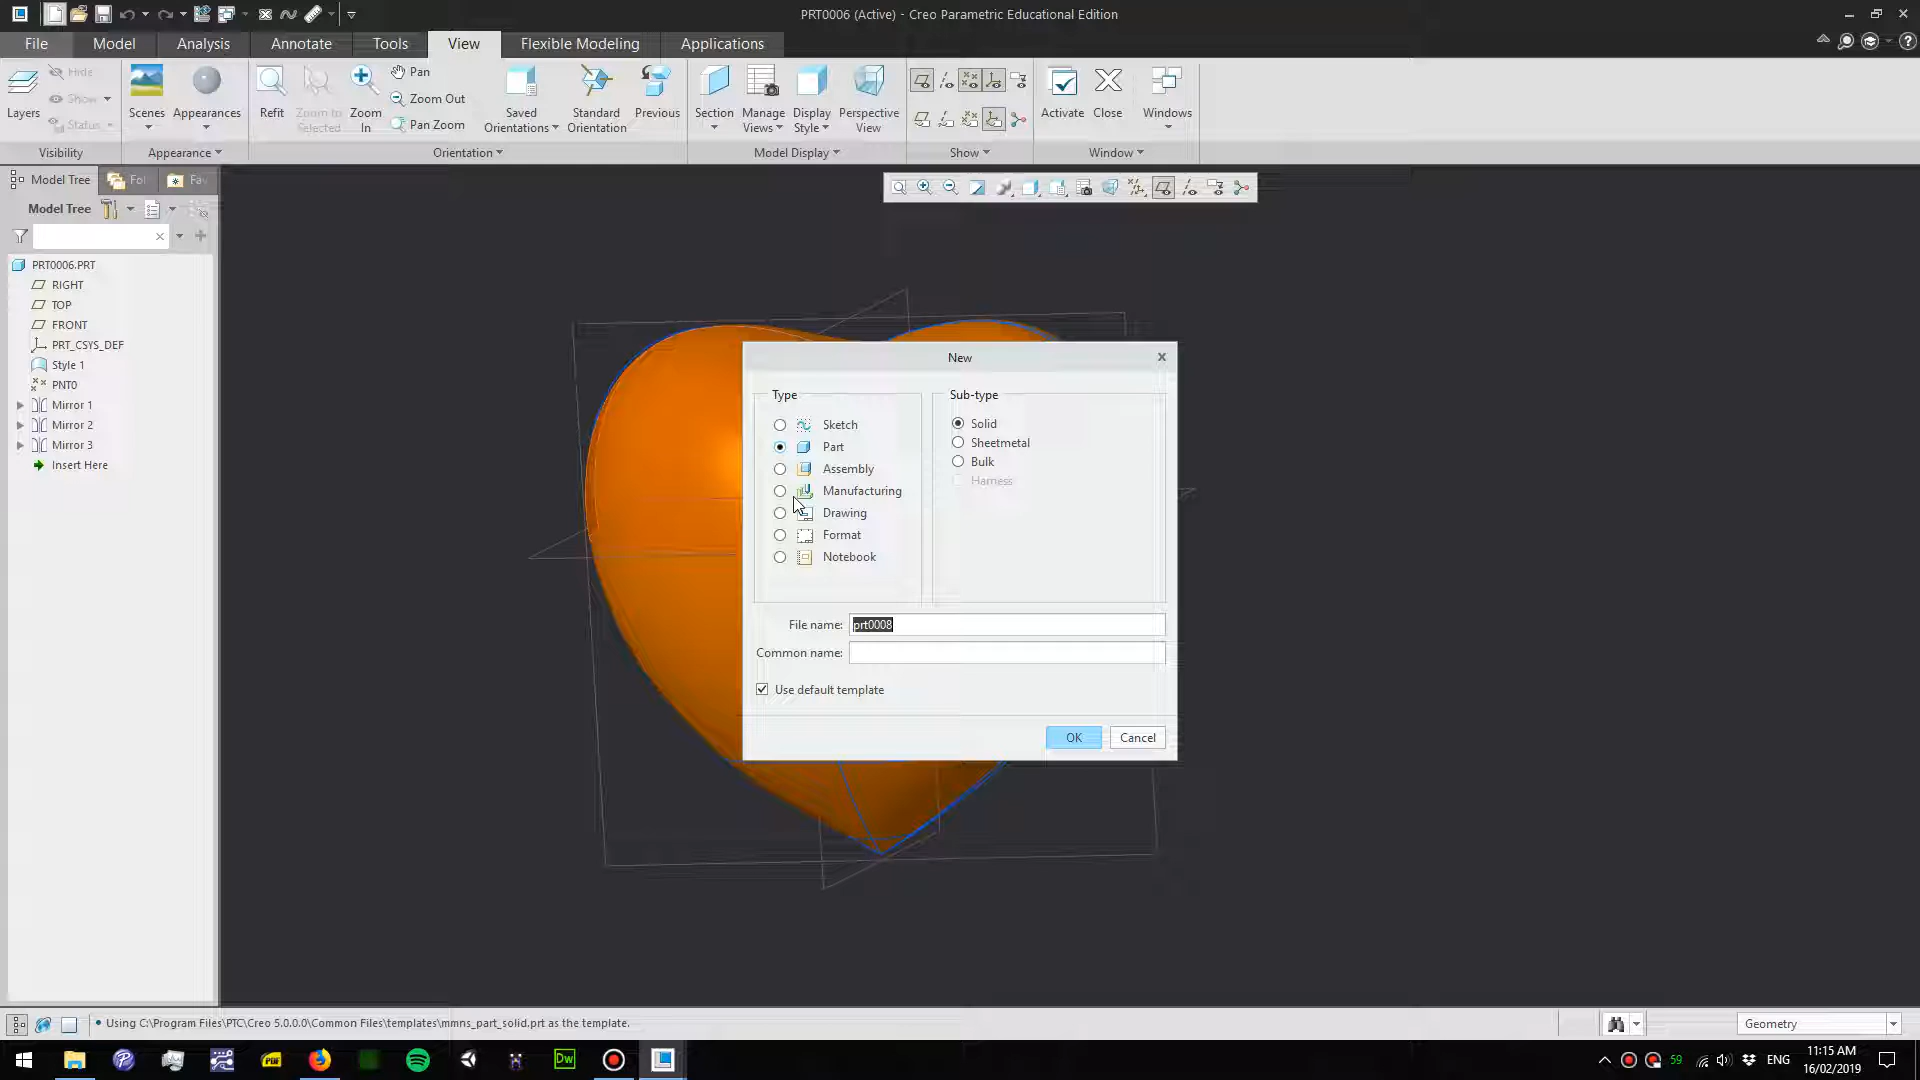 PRT0006 (Active) - Creo Parametric Educational Edition
File Model Analysis Annotate Tools View Flexible Modeling Applications
Layers
Hide
Show
Status
Visibility
Scenes
Appearances
Appearance
Refit
Zoom to Selected
Zoom In
Pan
Zoom Out
Pan Zoom
Saved Orientations
Standard Orientation
Previous
Orientation
Section
Manage Views
Display Style
Perspective View
Model Display
Show
Activate
Close
Windows
Window
Model Tree Fol Fav
Model Tree
PRT0006.PRT
RIGHT
TOP
FRONT
PRT_CSYS_DEF
Style 1
PNT0
Mirror 1
Mirror 2
Mirror 3
Insert Here
New
Type
Sketch
Part
Assembly
Manufacturing
Drawing
Format
Notebook
Sub-type
Solid
Sheetmetal
Bulk
Harness
File name: prt0008
Common name:
Use default template
OK Cancel
• Using C:\Program Files\PTC\Creo 5.0.0.0\Common Files\templates\mmns_part_solid.prt as the template.
Geometry
PDF
Dw
59
ENG
11:15 AM
16/02/2019